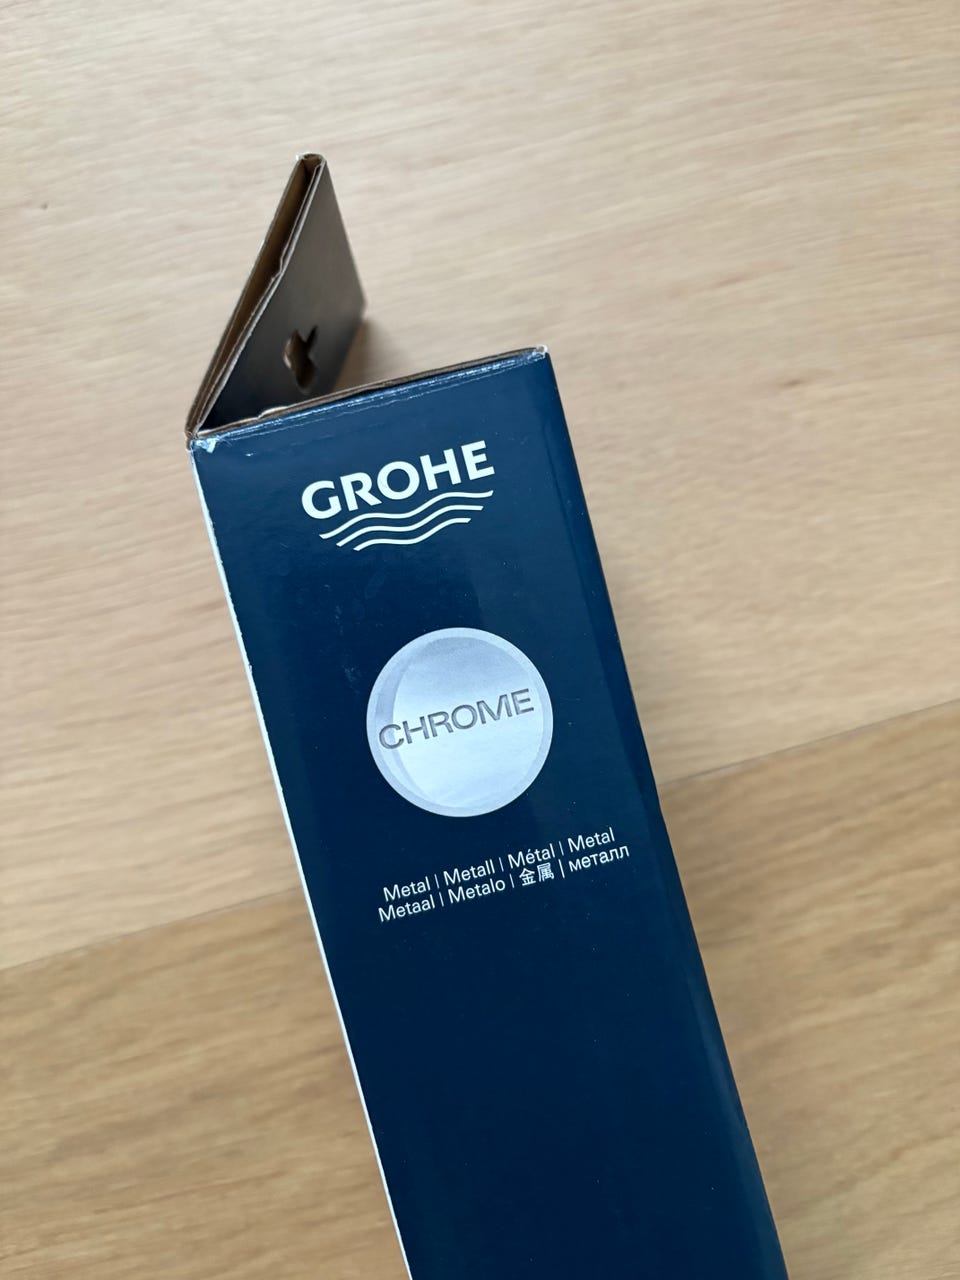 GROHE
CHROME
Metal | Metall | Métal | Metal
Metaal | Metalo | 金属 | металл